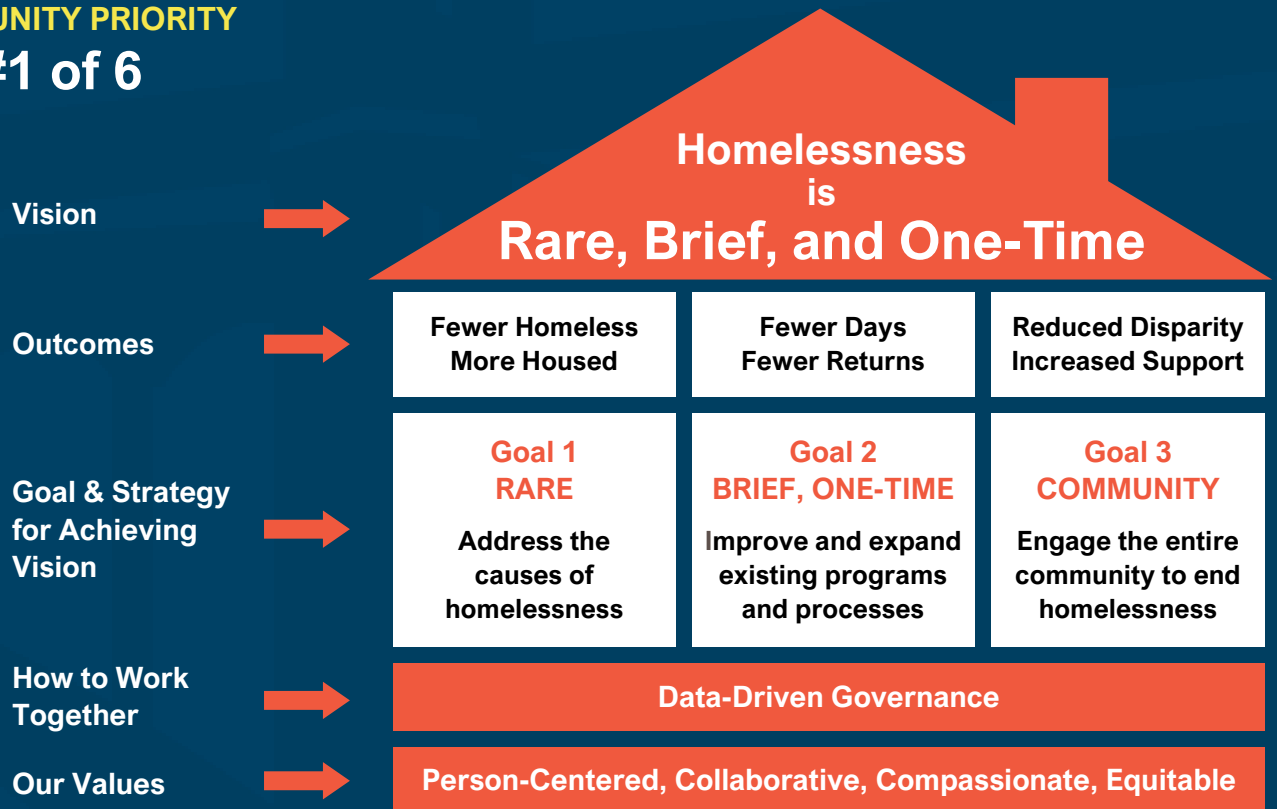 UNITY PRIORITY
#1 of 6
Vision
Homelessness
is
Rare, Brief, and One-Time
Outcomes
Fewer Homeless
More Housed
Fewer Days
Fewer Returns
Reduced Disparity
Increased Support
Goal & Strategy
for Achieving
Vision
Goal 1
RARE
Address the
causes of
homelessness
Goal 2
BRIEF, ONE-TIME
Improve and expand
existing programs
and processes
Goal 3
COMMUNITY
Engage the entire
community to end
homelessness
How to Work
Together
Data-Driven Governance
Our Values
Person-Centered, Collaborative, Compassionate, Equitable